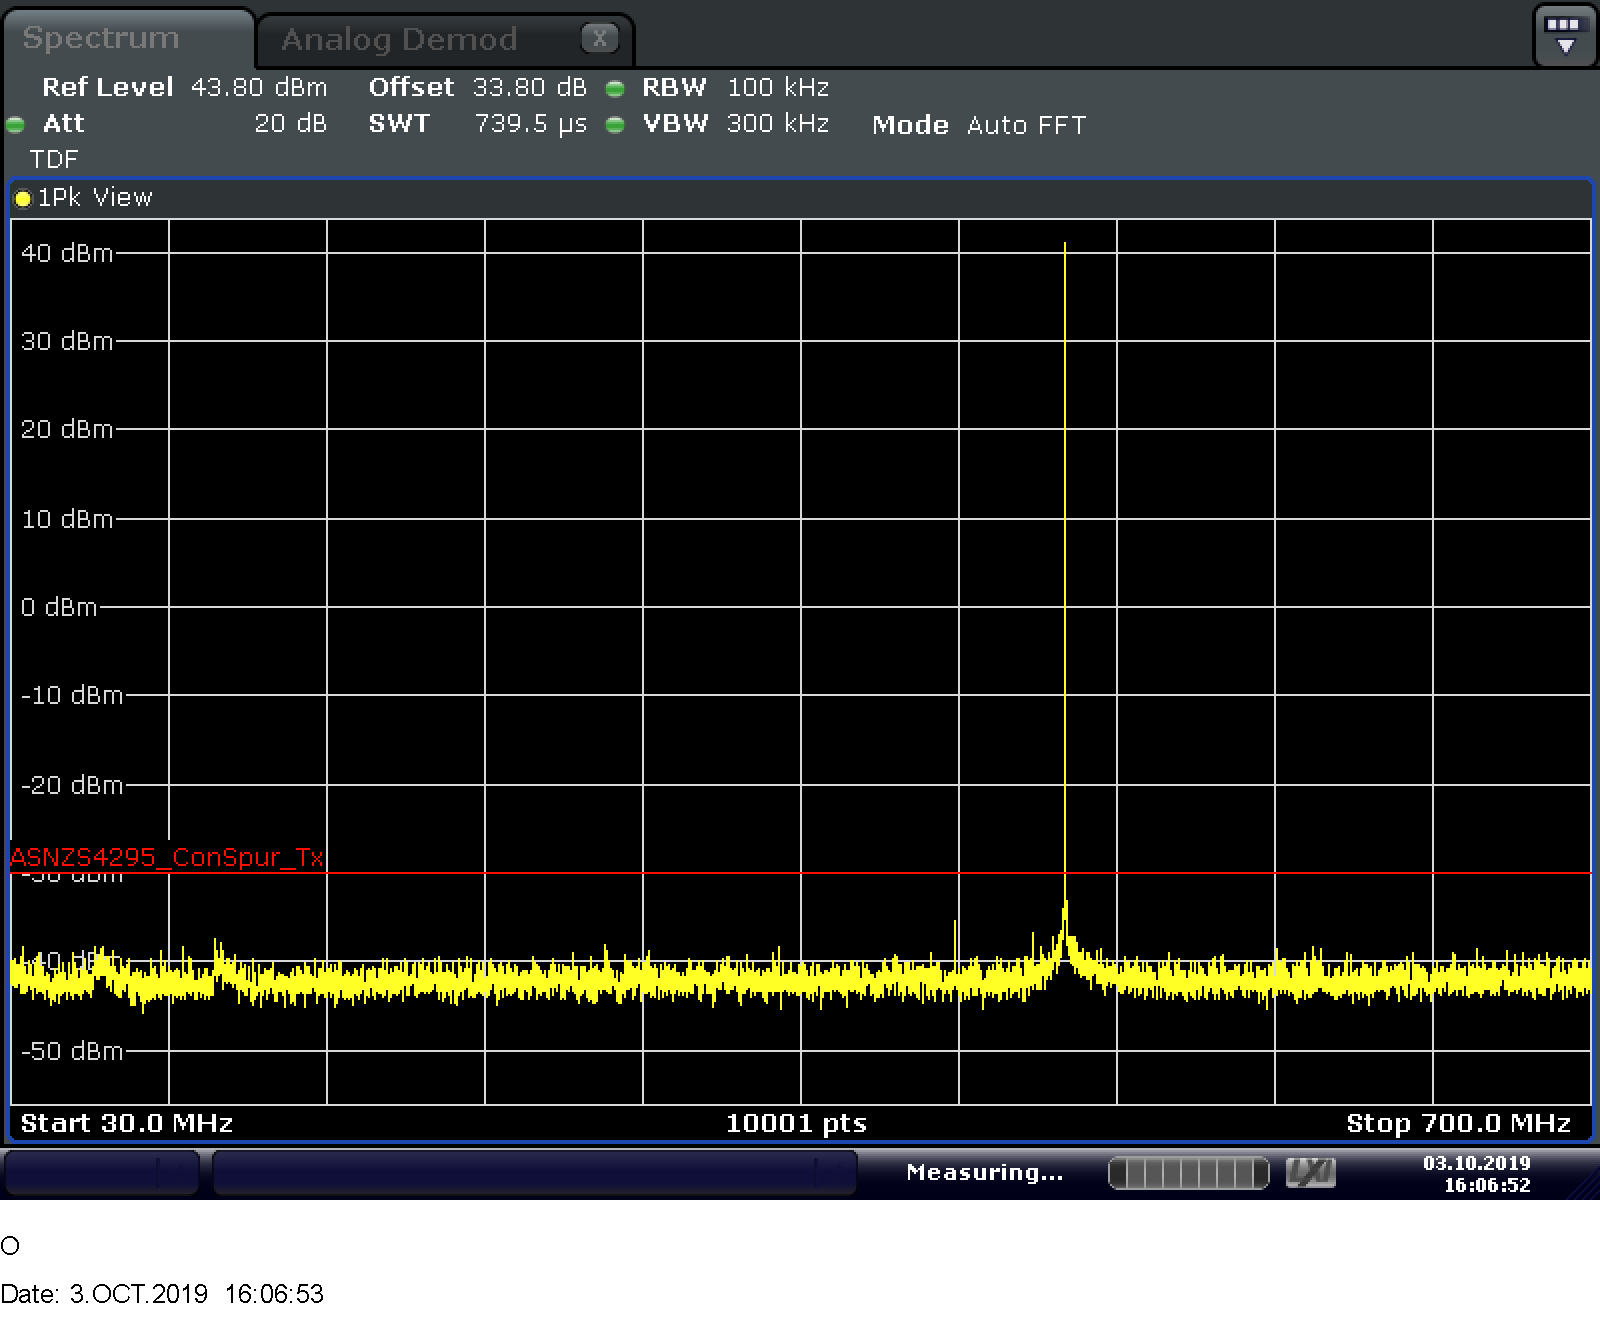 Spectrum
Analog Demod X
Ref Level 43.80 dBm Offset 33.80 dB RBW 100 kHz
Att 20 dB SWT 739.5 µs VBW 300 kHz Mode Auto FFT
TDF
1Pk View
40 dBm
30 dBm
20 dBm
10 dBm
0 dBm
-10 dBm
-20 dBm
ASNZS4295_ConSpur_Tx
-30 dBm
-40 dBm
-50 dBm
Start 30.0 MHz 10001 pts Stop 700.0 MHz
Measuring... LXI 03.10.2019
16:06:52
O
Date: 3.OCT.2019 16:06:53